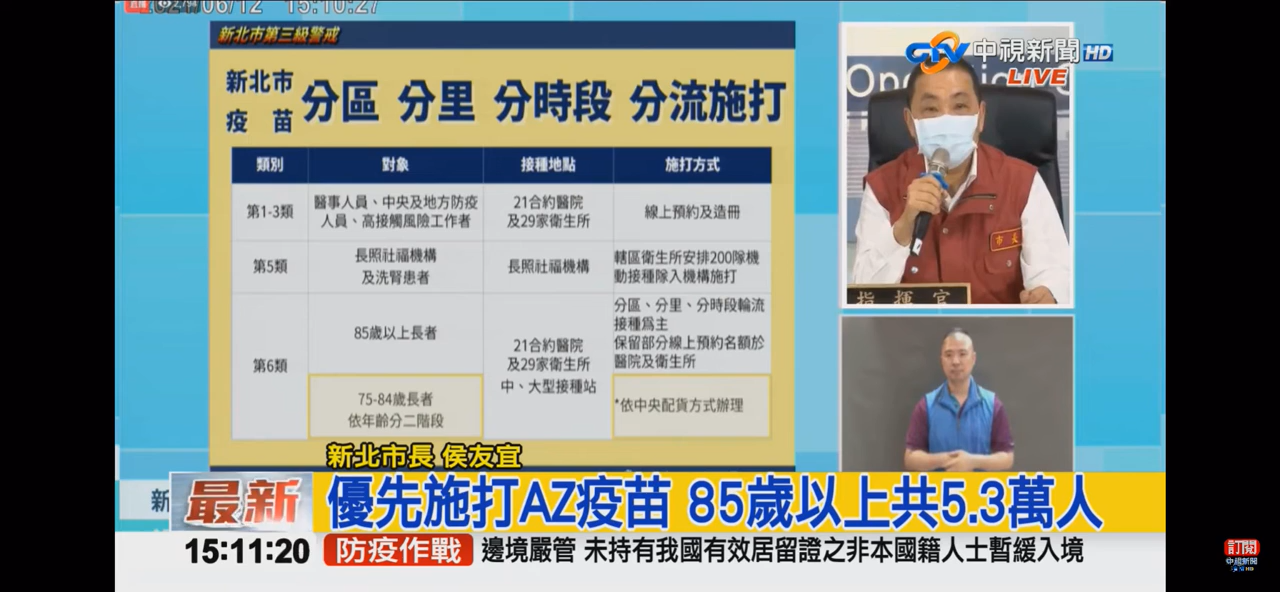 06/12 15:10:27
新北市第三級警戒
CTV中視新聞HD
LIVE
新北市
疫苗
分區 分里 分時段 分流施打
類別 對象 接種地點 施打方式
第1-3類
醫事人員、中央及地方防疫
人員、高接觸風險工作者
21合約醫院
及29家衛生所
線上預約及造冊
第5類
長照社福機構
及洗腎患者
長照社福機構
轄區衛生所安排200隊機
動接種隊入機構施打
第6類
85歲以上長者
21合約醫院
及29家衛生所
中、大型接種站
分區、分里、分時段輪流
接種為主
保留部分線上預約名額於
醫院及衛生所
75-84歲長者
依年齡分二階段
*依中央配貨方式辦理
市長
指揮官
新北市長 侯友宜
新
最新
優先施打AZ疫苗 85歲以上共5.3萬人
15:11:20 防疫作戰 邊境嚴管 未持有我國有效居留證之非本國籍人士暫緩入境
訂閱
中視新聞